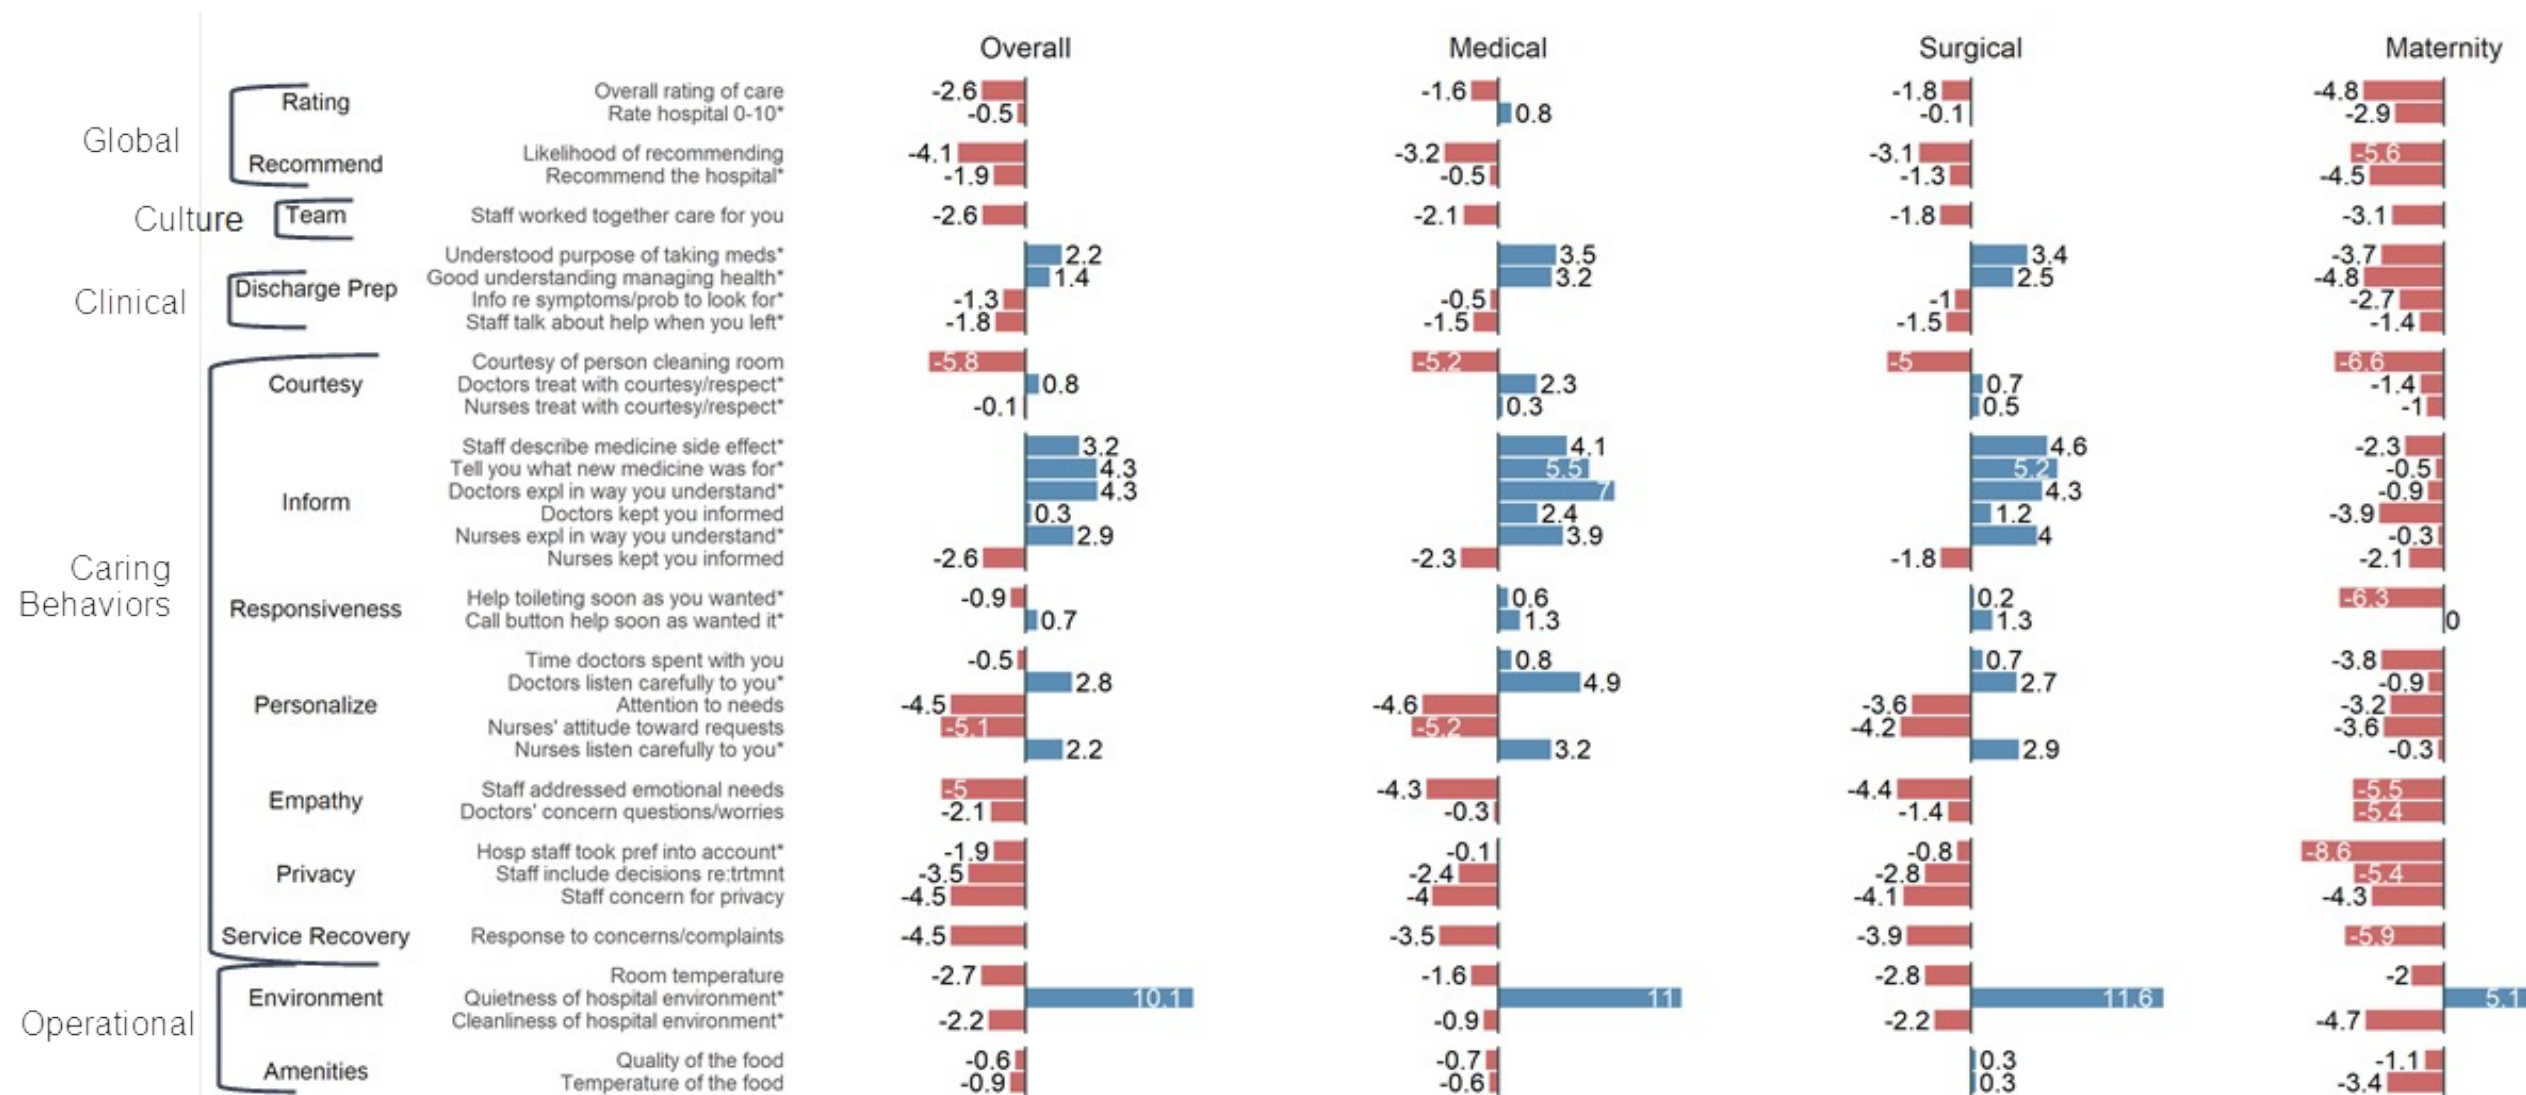 Overall Medical Surgical Maternity
Global
Rating
Overall rating of care -2.6 -1.6 -1.8 -4.8
Rate hospital 0-10* -0.5 0.8 -0.1 -2.9
Recommend
Likelihood of recommending -4.1 -3.2 -3.1 -5.6
Recommend the hospital* -1.9 -0.5 -1.3 -4.5
Culture
Team
Staff worked together care for you -2.6 -2.1 -1.8 -3.1
Clinical
Discharge Prep
Understood purpose of taking meds* 2.2 3.5 3.4 -3.7
Good understanding managing health* 1.4 3.2 2.5 -4.8
Info re symptoms/prob to look for* -1.3 -0.5 -1 -2.7
Staff talk about help when you left* -1.8 -1.5 -1.5 -1.4
Caring
Behaviors
Courtesy
Courtesy of person cleaning room -5.8 -5.2 -5 -6.6
Doctors treat with courtesy/respect* 0.8 2.3 0.7 -1.4
Nurses treat with courtesy/respect* -0.1 0.3 0.5 -1
Inform
Staff describe medicine side effect* 3.2 4.1 4.6 -2.3
Tell you what new medicine was for* 4.3 5.5 5.2 -0.5
Doctors expl in way you understand* 4.3 7 4.3 -0.9
Doctors kept you informed 0.3 2.4 1.2 -3.9
Nurses expl in way you understand* 2.9 3.9 4 -0.3
Nurses kept you informed -2.6 -2.3 -1.8 -2.1
Responsiveness
Help toileting soon as you wanted* -0.9 0.6 0.2 -6.3
Call button help soon as wanted it* 0.7 1.3 1.3 0
Personalize
Time doctors spent with you -0.5 0.8 0.7 -3.8
Doctors listen carefully to you* 2.8 4.9 2.7 -0.9
Attention to needs -4.5 -4.6 -3.6 -3.2
Nurses' attitude toward requests -5.1 -5.2 -4.2 -3.6
Nurses listen carefully to you* 2.2 3.2 2.9 -0.3
Empathy
Staff addressed emotional needs -5 -4.3 -4.4 -5.5
Doctors' concern questions/worries -2.1 -0.3 -1.4 -5.4
Privacy
Hosp staff took pref into account* -1.9 -0.1 -0.8 -8.6
Staff include decisions re:trtmnt -3.5 -2.4 -2.8 -5.4
Staff concern for privacy -4.5 -4 -4.1 -4.3
Service Recovery
Response to concerns/complaints -4.5 -3.5 -3.9 -5.9
Operational
Environment
Room temperature -2.7 -1.6 -2.8 -2
Quietness of hospital environment* 10.1 11 11.6 5.1
Cleanliness of hospital environment* -2.2 -0.9 -2.2 -4.7
Amenities
Quality of the food -0.6 -0.7 0.3 -1.1
Temperature of the food -0.9 -0.6 0.3 -3.4